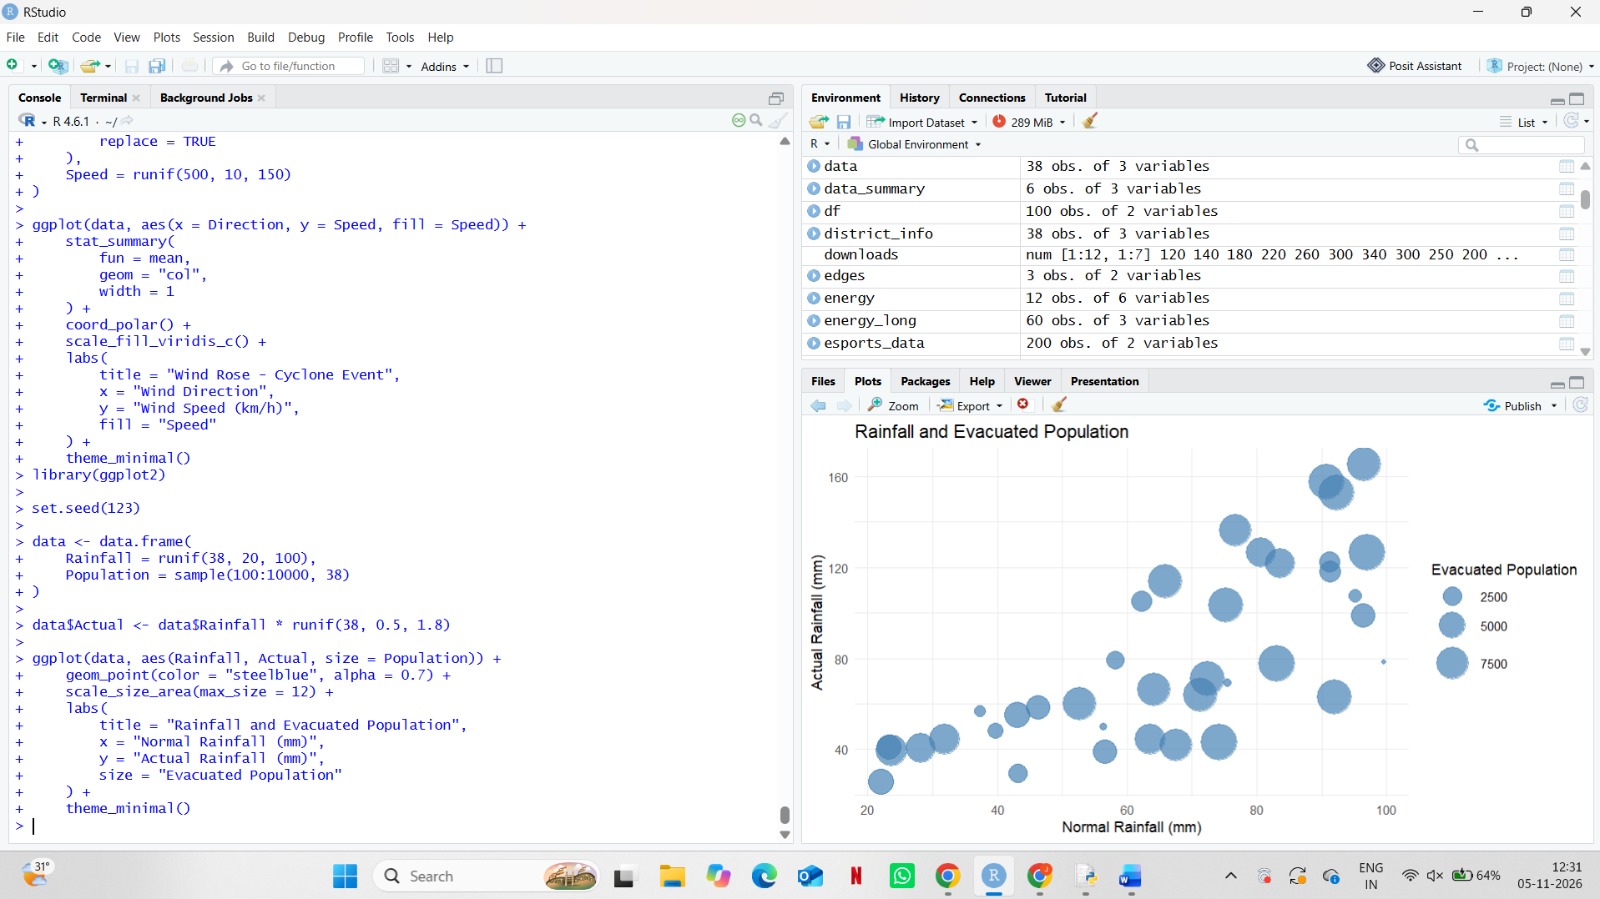 RStudio
File Edit Code View Plots Session Build Debug Profile Tools Help
Go to file/function Addins Posit Assistant Project: (None)
Console Terminal Background Jobs
R 4.6.1 · ~/
+         replace = TRUE
+     ),
+     Speed = runif(500, 10, 150)
+ )
>
> ggplot(data, aes(x = Direction, y = Speed, fill = Speed)) +
+     stat_summary(
+         fun = mean,
+         geom = "col",
+         width = 1
+     ) +
+     coord_polar() +
+     scale_fill_viridis_c() +
+     labs(
+         title = "Wind Rose - Cyclone Event",
+         x = "Wind Direction",
+         y = "Wind Speed (km/h)",
+         fill = "Speed"
+     ) +
+     theme_minimal()
> library(ggplot2)
>
> set.seed(123)
>
> data <- data.frame(
+     Rainfall = runif(38, 20, 100),
+     Population = sample(100:10000, 38)
+ )
>
> data$Actual <- data$Rainfall * runif(38, 0.5, 1.8)
>
> ggplot(data, aes(Rainfall, Actual, size = Population)) +
+     geom_point(color = "steelblue", alpha = 0.7) +
+     scale_size_area(max_size = 12) +
+     labs(
+         title = "Rainfall and Evacuated Population",
+         x = "Normal Rainfall (mm)",
+         y = "Actual Rainfall (mm)",
+         size = "Evacuated Population"
+     ) +
+     theme_minimal()
>
Environment History Connections Tutorial
Import Dataset 289 MiB List
R Global Environment
data 38 obs. of 3 variables
data_summary 6 obs. of 3 variables
df 100 obs. of 2 variables
district_info 38 obs. of 3 variables
downloads num [1:12, 1:7] 120 140 180 220 260 300 340 300 250 200 ...
edges 3 obs. of 2 variables
energy 12 obs. of 6 variables
energy_long 60 obs. of 3 variables
esports_data 200 obs. of 2 variables
Files Plots Packages Help Viewer Presentation
Zoom Export Publish
Rainfall and Evacuated Population
160
120
80
40
Actual Rainfall (mm)
20 40 60 80 100
Normal Rainfall (mm)
Evacuated Population
2500
5000
7500
31°
Search
ENG
IN
64%
12:31
05-11-2026